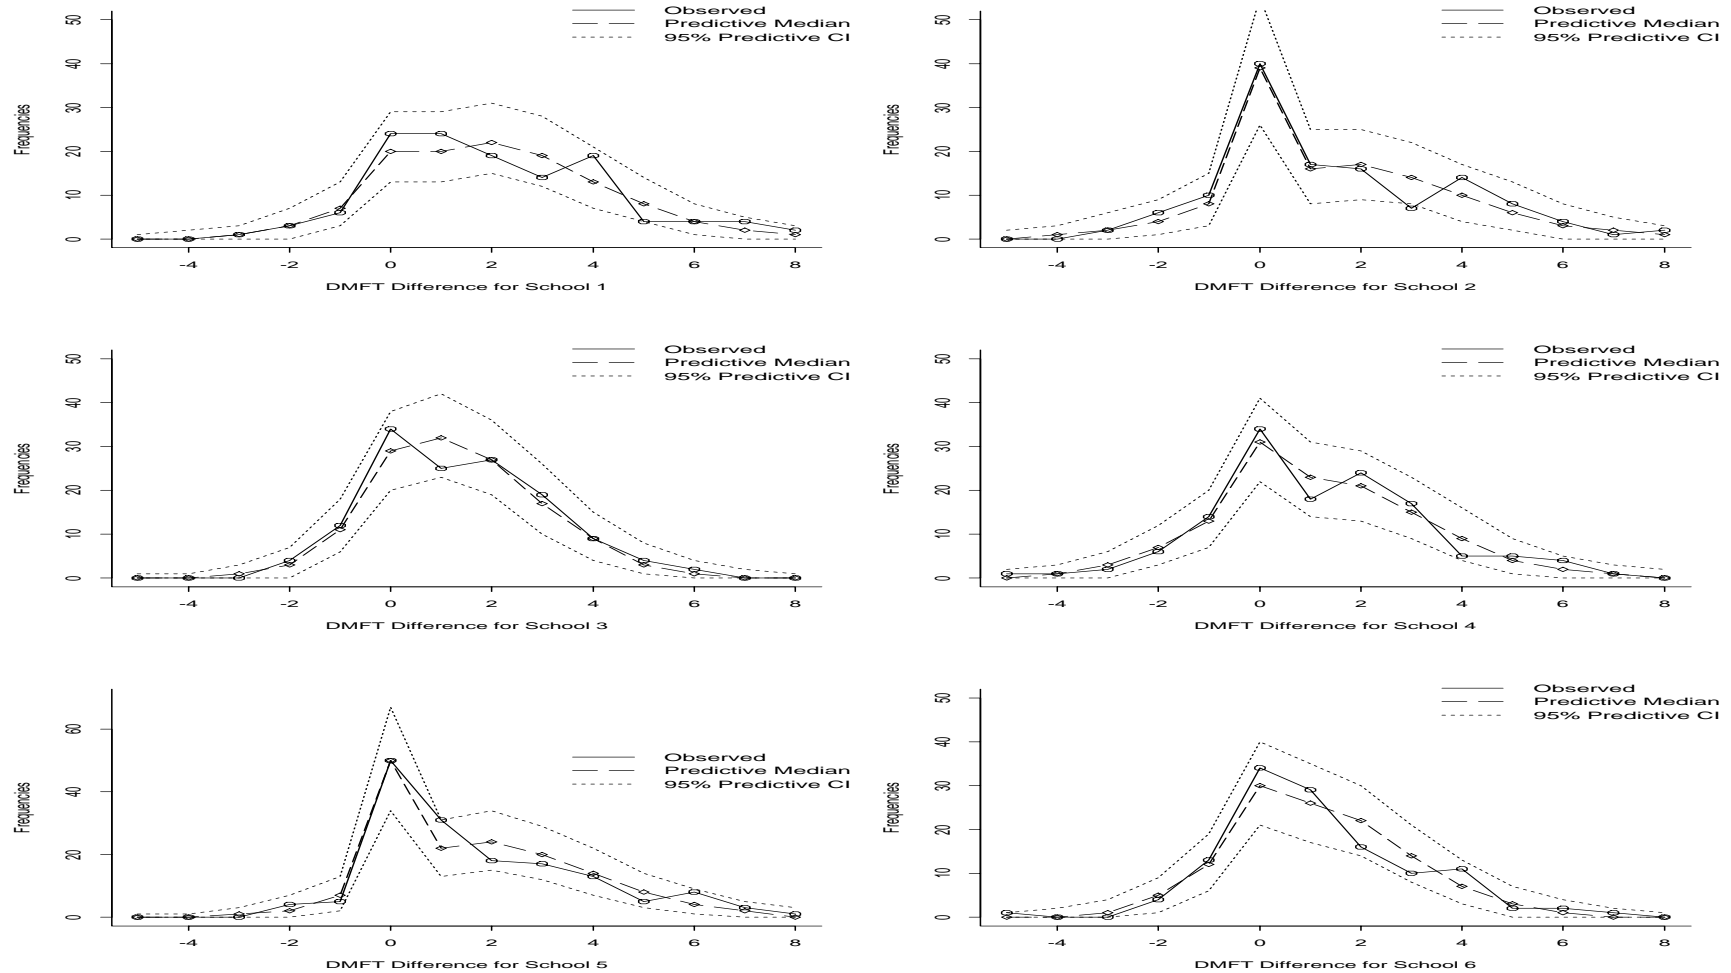 Observed
Predictive Median
95% Predictive CI
Frequencies
50
40
30
20
10
0
-4 -2 0 2 4 6 8
DMFT Difference for School 1
Observed
Predictive Median
95% Predictive CI
Frequencies
50
40
30
20
10
0
-4 -2 0 2 4 6 8
DMFT Difference for School 2
Observed
Predictive Median
95% Predictive CI
Frequencies
50
40
30
20
10
0
-4 -2 0 2 4 6 8
DMFT Difference for School 3
Observed
Predictive Median
95% Predictive CI
Frequencies
50
40
30
20
10
0
-4 -2 0 2 4 6 8
DMFT Difference for School 4
Observed
Predictive Median
95% Predictive CI
Frequencies
60
40
20
0
-4 -2 0 2 4 6 8
DMFT Difference for School 5
Observed
Predictive Median
95% Predictive CI
Frequencies
50
40
30
20
10
0
-4 -2 0 2 4 6 8
DMFT Difference for School 6